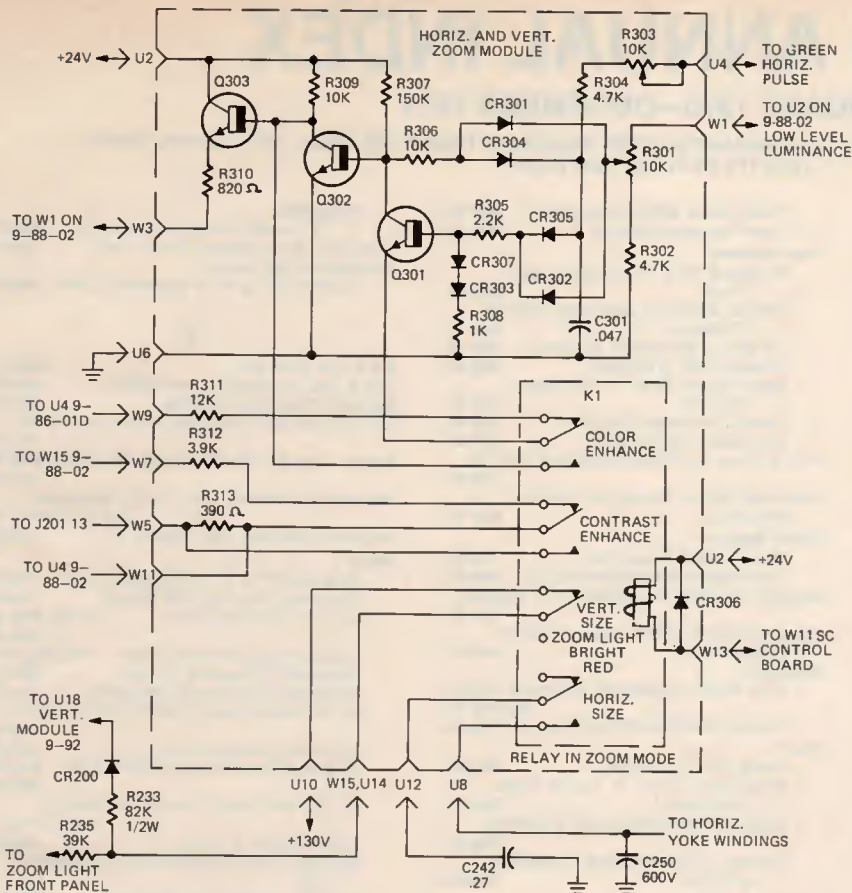 HORIZ. AND VERT.
ZOOM MODULE
+24V
U2
Q303
R309
10K
R307
150K
R303
10K
U4
TO GREEN
HORIZ.
PULSE
R304
4.7K
CR301
W1
TO U2 ON
9-88-02
LOW LEVEL
LUMINANCE
R306
10K
CR304
R301
10K
R310
820 Ω
Q302
TO W1 ON
9-88-02
W3
R305
2.2K
CR305
Q301
CR307
CR303
CR302
R302
4.7K
R308
1K
C301
.047
U6
K1
TO U4 9-
86-01D
W9
R311
12K
COLOR
ENHANCE
TO W15 9-
88-02
W7
R312
3.9K
R313
390 Ω
TO J201 13
W5
CONTRAST
ENHANCE
TO U4 9-
88-02
W11
U2
+24V
CR306
VERT.
SIZE
ZOOM LIGHT
BRIGHT
RED
W13
TO W11 SC
CONTROL
BOARD
HORIZ.
SIZE
TO U18
VERT.
MODULE
9-92
RELAY IN ZOOM MODE
CR200
U10
W15,U14
U12
U8
R233
82K
1/2W
+130V
TO HORIZ.
YOKE WINDINGS
R235
39K
TO
ZOOM LIGHT
FRONT PANEL
C242
.27
C250
600V